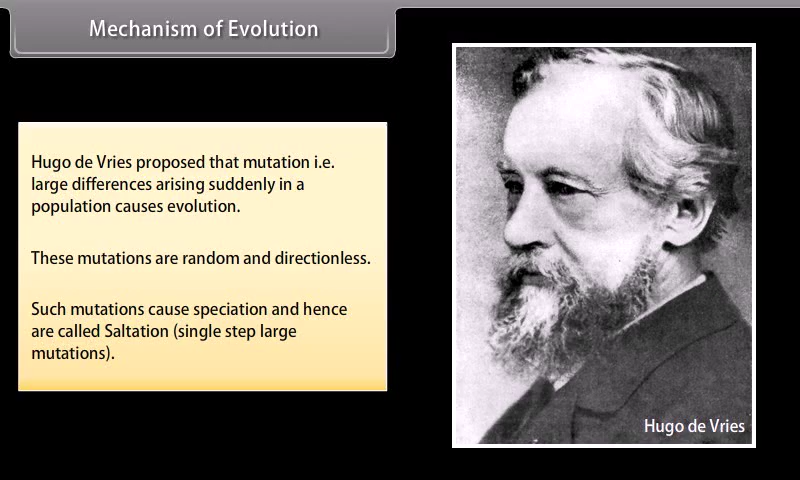 Mechanism of Evolution
Hugo de Vries proposed that mutation i.e.
large differences arising suddenly in a
population causes evolution.
These mutations are random and directionless.
Such mutations cause speciation and hence
are called Saltation (single step large
mutations).
Hugo de Vries